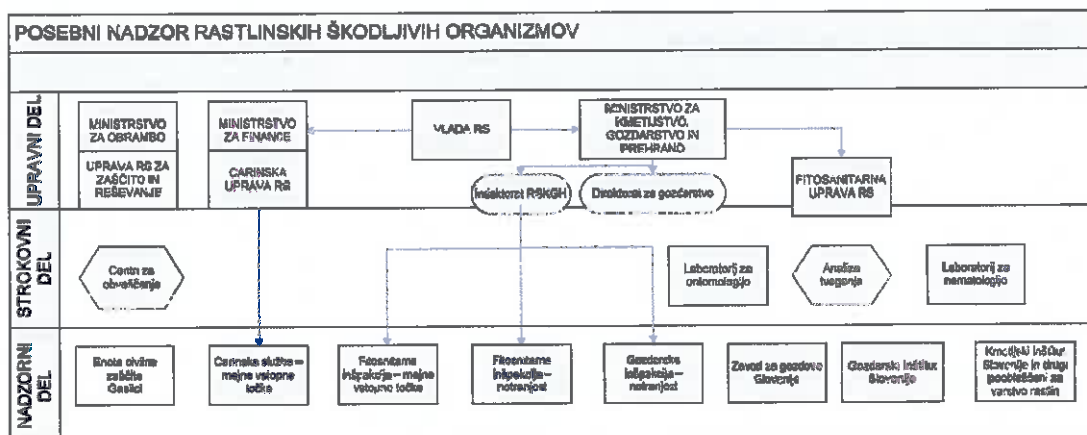 POSEBNI NADZOR RASTLINSKIH ŠKODLJIVIH ORGANIZMOV
UPRAVNI DEL
MINISTRSTVO
ZA OBRAMBO
UPRAVA RS ZA
ZAŠČITO IN
REŠEVANJE
MINISTRSTVO
ZA FINANCE
CARINSKA
UPRAVA RS
VLADA RS
MINISTRSTVO ZA
KMETIJSTVO,
GOZDARSTVO IN
PREHRANO
Inšpektorat RSKGH
Direktorat za gozdarstvo
FITOSANITARNA
UPRAVA RS
STROKOVNI
DEL
Centri za
obveščanje
Laboratorij za
entomologijo
Analiza
tveganja
Laboratorij za
nematologijo
NADZORNI
DEL
Enote civilne
zaščite
Gasilci
Carinska služba –
mejne vstopne
točke
Fitosanitarna
inšpekcija – mejne
vstopne točke
Fitosanitarna
inšpekcija –
notranjost
Gozdarska
inšpekcija –
notranjost
Zavod za gozdove
Slovenije
Gozdarski inštitut
Slovenije
Kmetijski inštitut
Slovenije in drugi
pooblaščeni za
varstvo rastlin